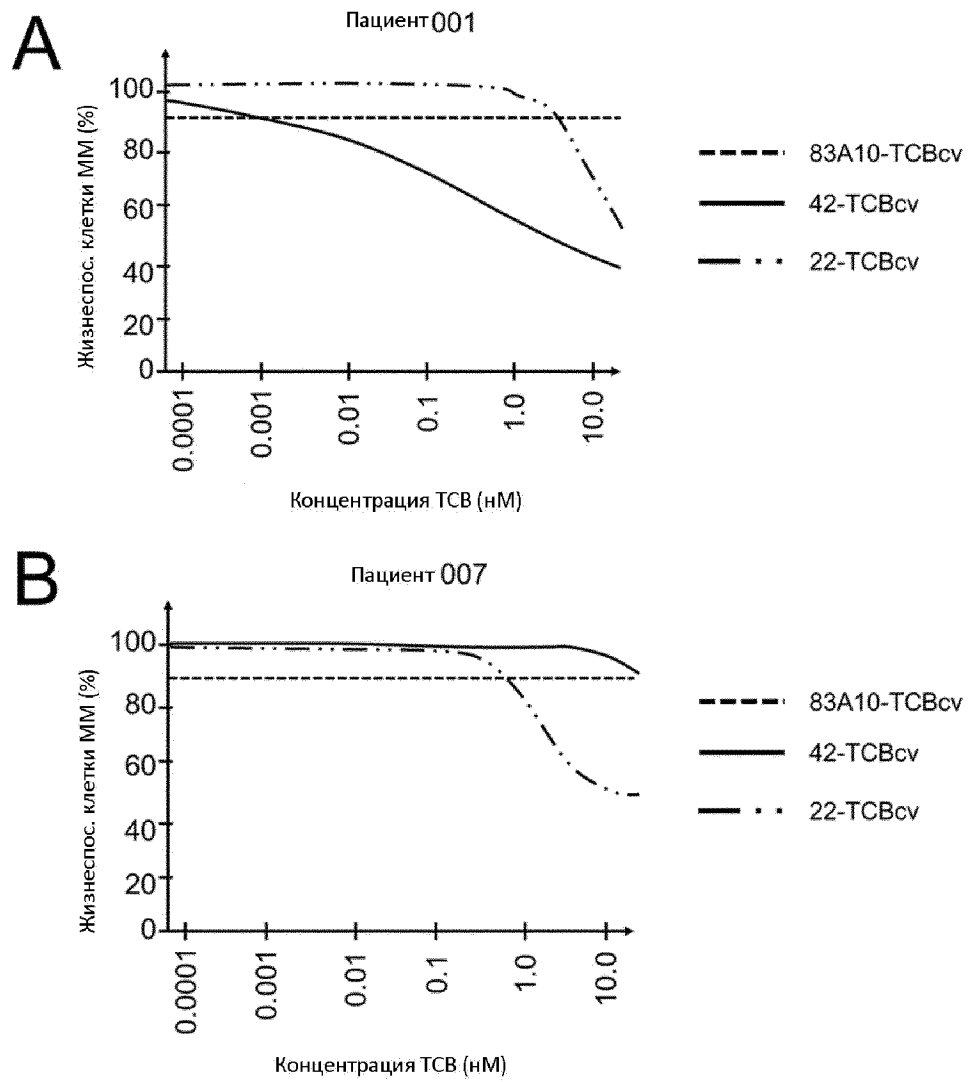 A
Пациент 001
Жизнеспос. клетки ММ (%)
100
80
60
40
20
0
0.0001
0.001
0.01
0.1
1.0
10.0
Концентрация ТСВ (нМ)
83A10-TCBcv
42-TCBcv
22-TCBcv
B
Пациент 007
Жизнеспос. клетки ММ (%)
100
80
60
40
20
0
0.0001
0.001
0.01
0.1
1.0
10.0
Концентрация ТСВ (нМ)
83A10-TCBcv
42-TCBcv
22-TCBcv